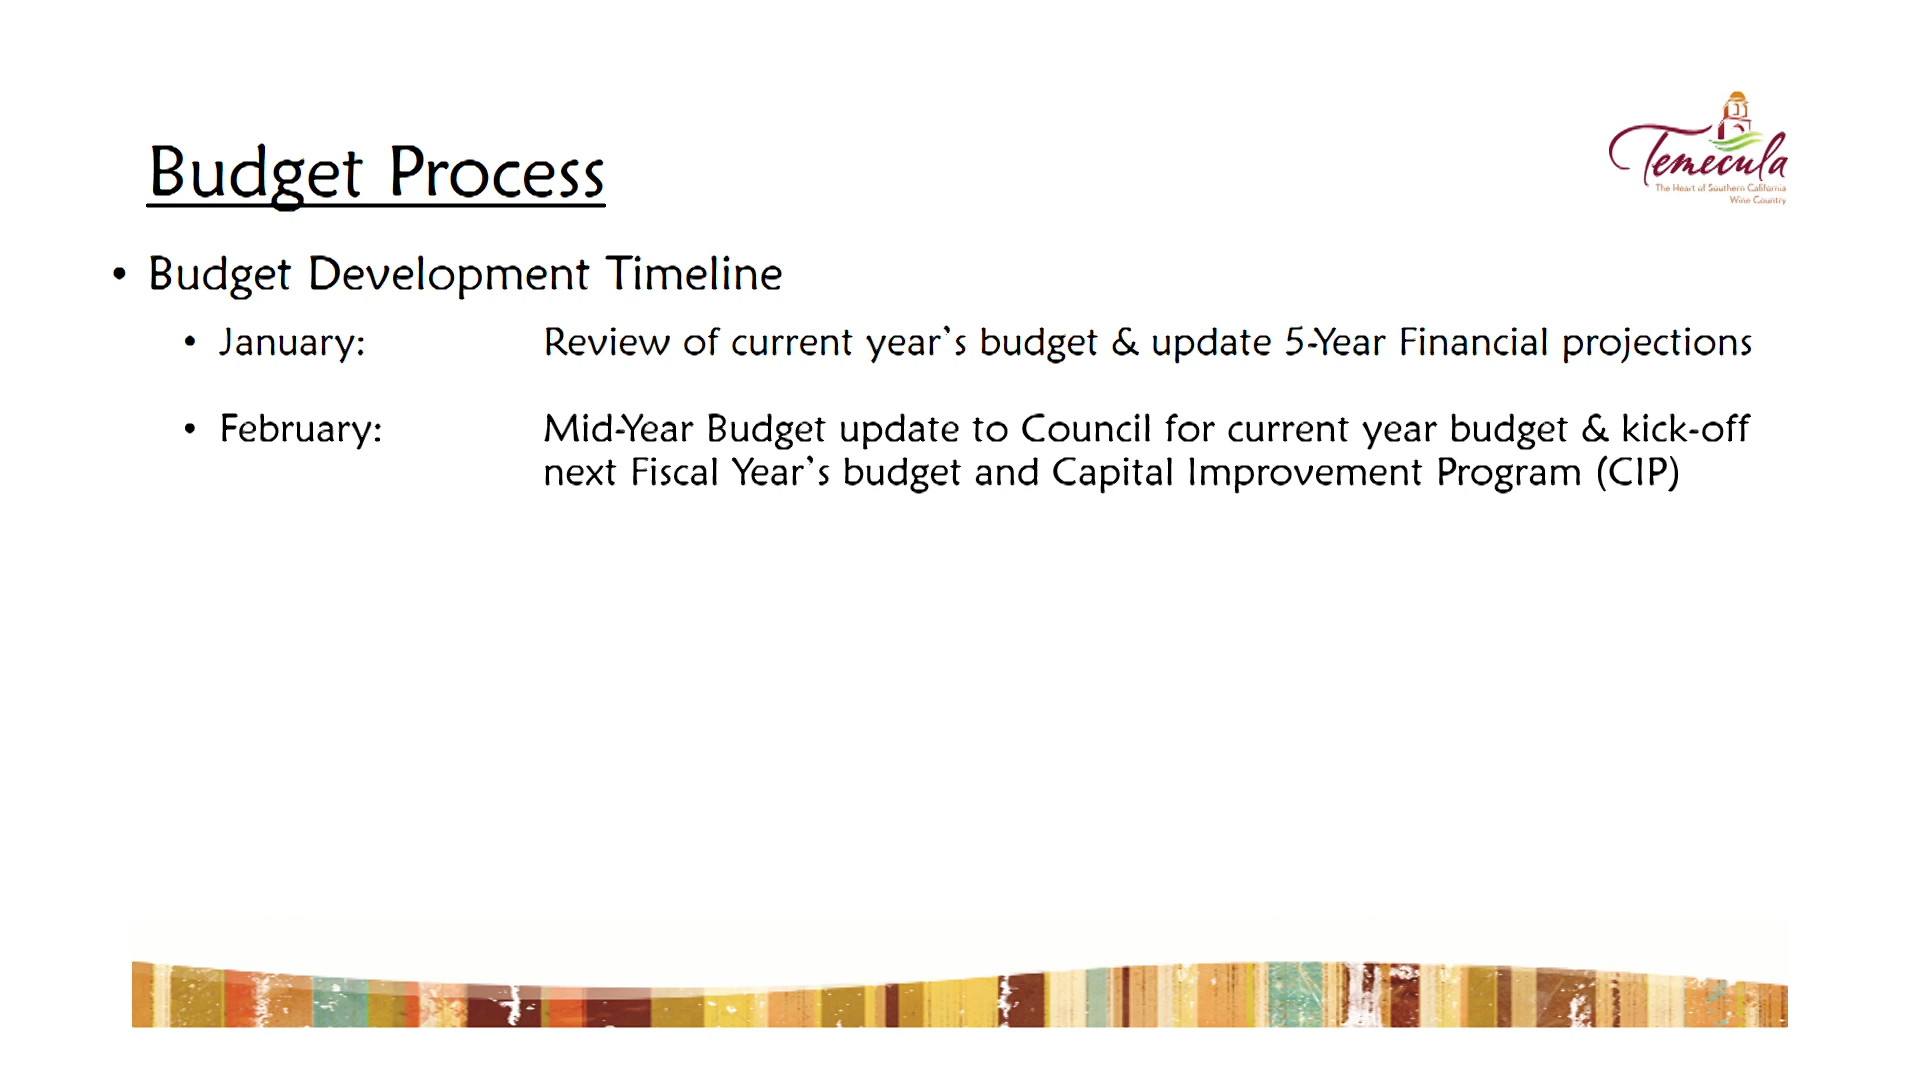 Temecula
The Heart of Southern California
Wine Country
Budget Process
• Budget Development Timeline
• January: Review of current year’s budget & update 5-Year Financial projections
• February: Mid-Year Budget update to Council for current year budget & kick-off
next Fiscal Year’s budget and Capital Improvement Program (CIP)